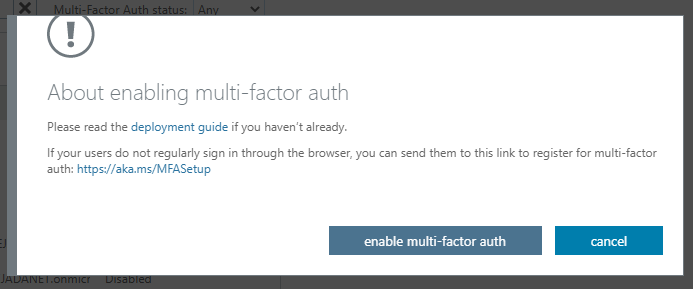 Multi-Factor Auth status: Any
About enabling multi-factor auth
Please read the deployment guide if you haven't already.
If your users do not regularly sign in through the browser, you can send them to this link to register for multi-factor
auth: https://aka.ms/MFASetup
enable multi-factor auth cancel
JADANET.onmicr Disabled